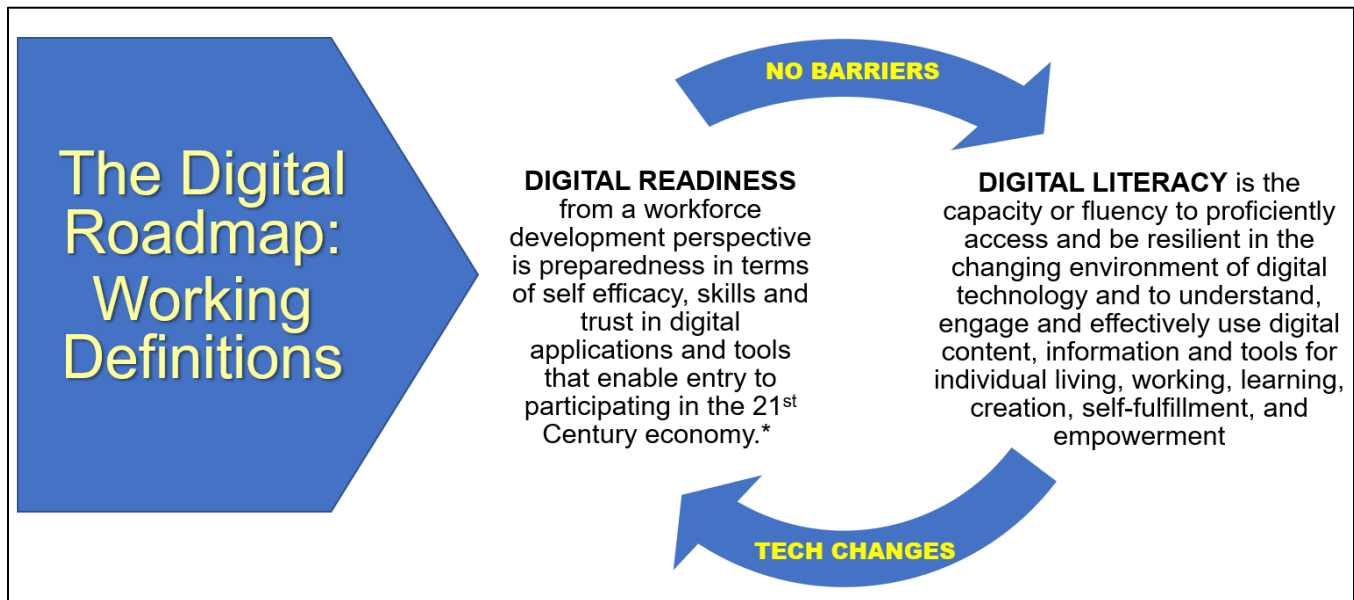 The Digital
Roadmap:
Working
Definitions
NO BARRIERS
DIGITAL READINESS
from a workforce
development perspective
is preparedness in terms
of self efficacy, skills and
trust in digital
applications and tools
that enable entry to
participating in the 21st
Century economy.*
DIGITAL LITERACY is the
capacity or fluency to proficiently
access and be resilient in the
changing environment of digital
technology and to understand,
engage and effectively use digital
content, information and tools for
individual living, working, learning,
creation, self-fulfillment, and
empowerment
TECH CHANGES